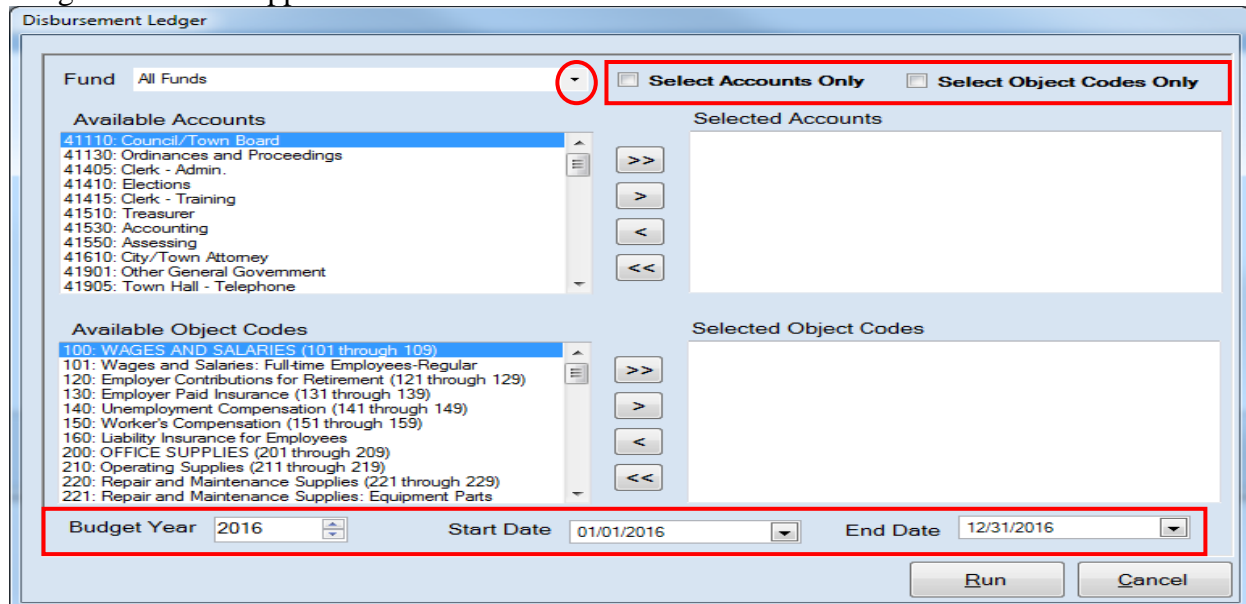 Disbursement Ledger
Fund All Funds Select Accounts Only Select Object Codes Only
Available Accounts Selected Accounts
41110: Council/Town Board
41130: Ordinances and Proceedings
41405: Clerk - Admin.
41410: Elections
41415: Clerk - Training
41510: Treasurer
41530: Accounting
41550: Assessing
41610: City/Town Attorney
41901: Other General Government
41905: Town Hall - Telephone
>>
>
<
<<
Available Object Codes Selected Object Codes
100: WAGES AND SALARIES (101 through 109)
101: Wages and Salaries: Full-time Employees-Regular
120: Employer Contributions for Retirement (121 through 129)
130: Employer Paid Insurance (131 through 139)
140: Unemployment Compensation (141 through 149)
150: Worker's Compensation (151 through 159)
160: Liability Insurance for Employees
200: OFFICE SUPPLIES (201 through 209)
210: Operating Supplies (211 through 219)
220: Repair and Maintenance Supplies (221 through 229)
221: Repair and Maintenance Supplies: Equipment Parts
>>
>
<
<<
Budget Year 2016 Start Date 01/01/2016 End Date 12/31/2016
Run Cancel